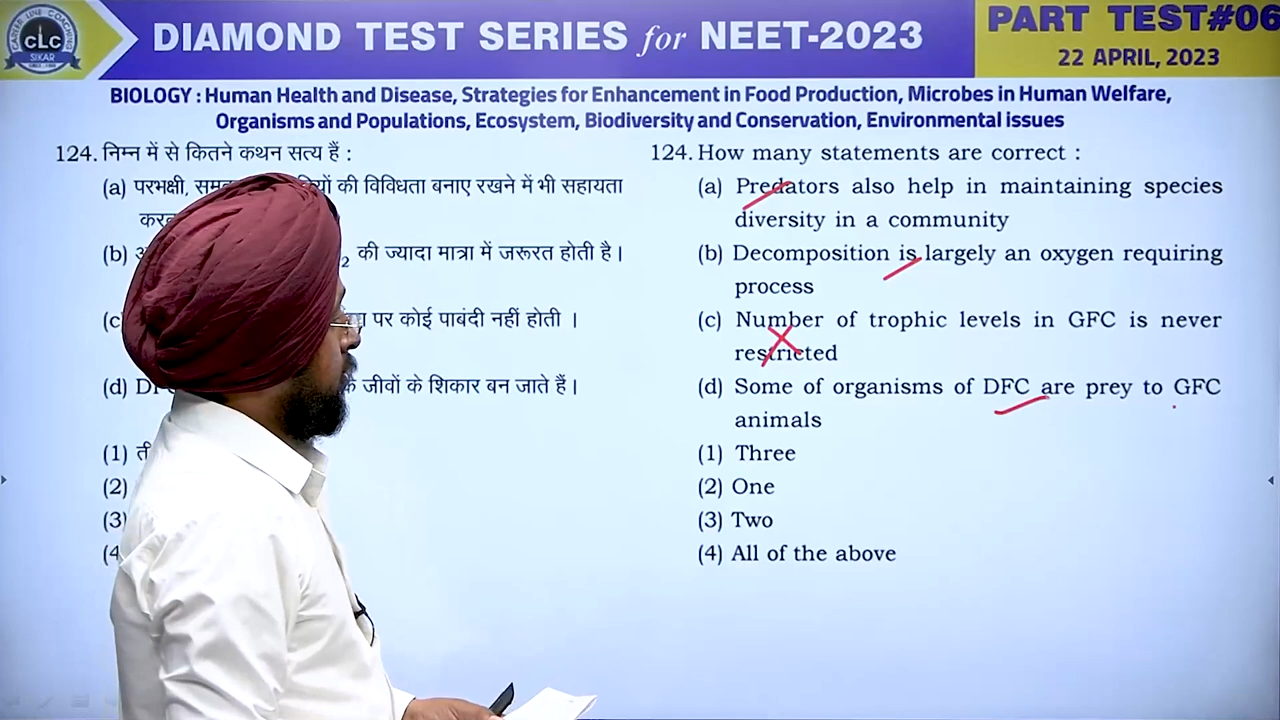 CAREER LINE COACHING
CLC
SIKAR
DIAMOND TEST SERIES for NEET-2023
PART TEST#06
22 APRIL, 2023
BIOLOGY : Human Health and Disease, Strategies for Enhancement in Food Production, Microbes in Human Welfare,
Organisms and Populations, Ecosystem, Biodiversity and Conservation, Environmental issues
124. निम्न में से कितने कथन सत्य हैं :
(a) परभक्षी, की विविधता बनाए रखने में भी सहायता
(b) की ज्यादा मात्रा में जरूरत होती है।
(c) पर कोई पाबंदी नहीं होती ।
(d) के जीवों के शिकार बन जाते हैं।
(1)
(2)
(3)
(4
124. How many statements are correct :
(a) Predators also help in maintaining species
diversity in a community
(b) Decomposition is largely an oxygen requiring
process
(c) Number of trophic levels in GFC is never
restricted
(d) Some of organisms of DFC are prey to GFC
animals
(1) Three
(2) One
(3) Two
(4) All of the above